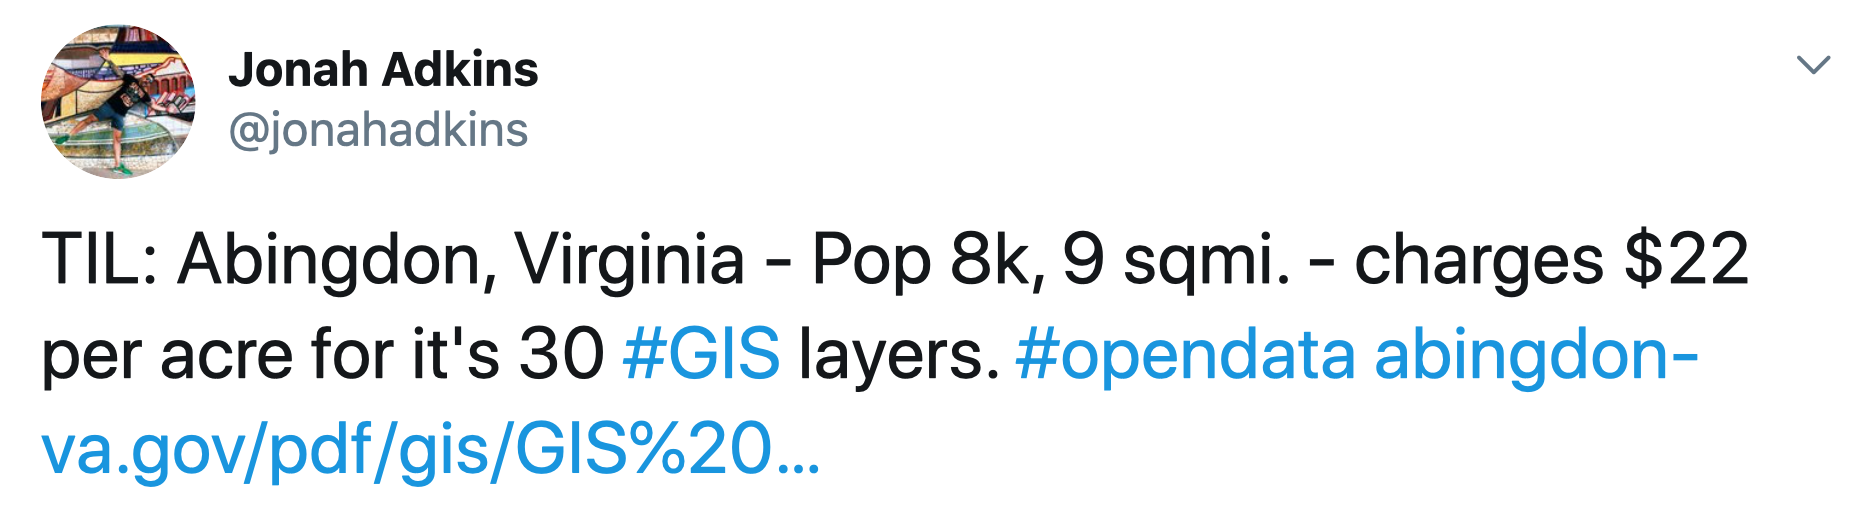 Jonah Adkins
@jonahadkins
TIL: Abingdon, Virginia - Pop 8k, 9 sqmi. - charges $22
per acre for it's 30 #GIS layers. #opendata abingdon-
va.gov/pdf/gis/GIS%20…